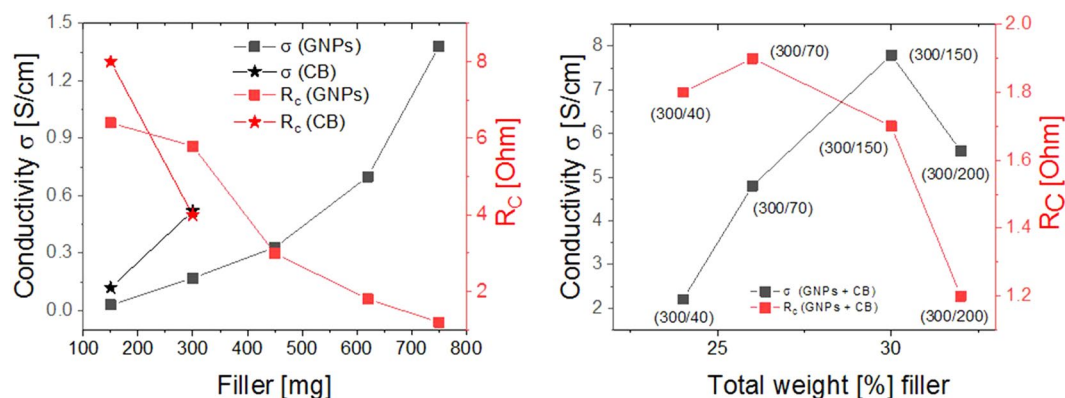 Conductivity σ [S/cm]
1.5
1.2
0.9
0.6
0.3
0.0
σ (GNPs)
σ (CB)
R_c (GNPs)
R_c (CB)
8
6
4
2
R_C [Ohm]
100 200 300 400 500 600 700 800
Filler [mg]
Conductivity σ [S/cm]
8
7
6
5
4
3
2
(300/40)
(300/70)
(300/150)
(300/150)
(300/200)
(300/70)
(300/40)
(300/200)
σ (GNPs + CB)
R_c (GNPs + CB)
2.0
1.8
1.6
1.4
1.2
R_C [Ohm]
25 30
Total weight [%] filler